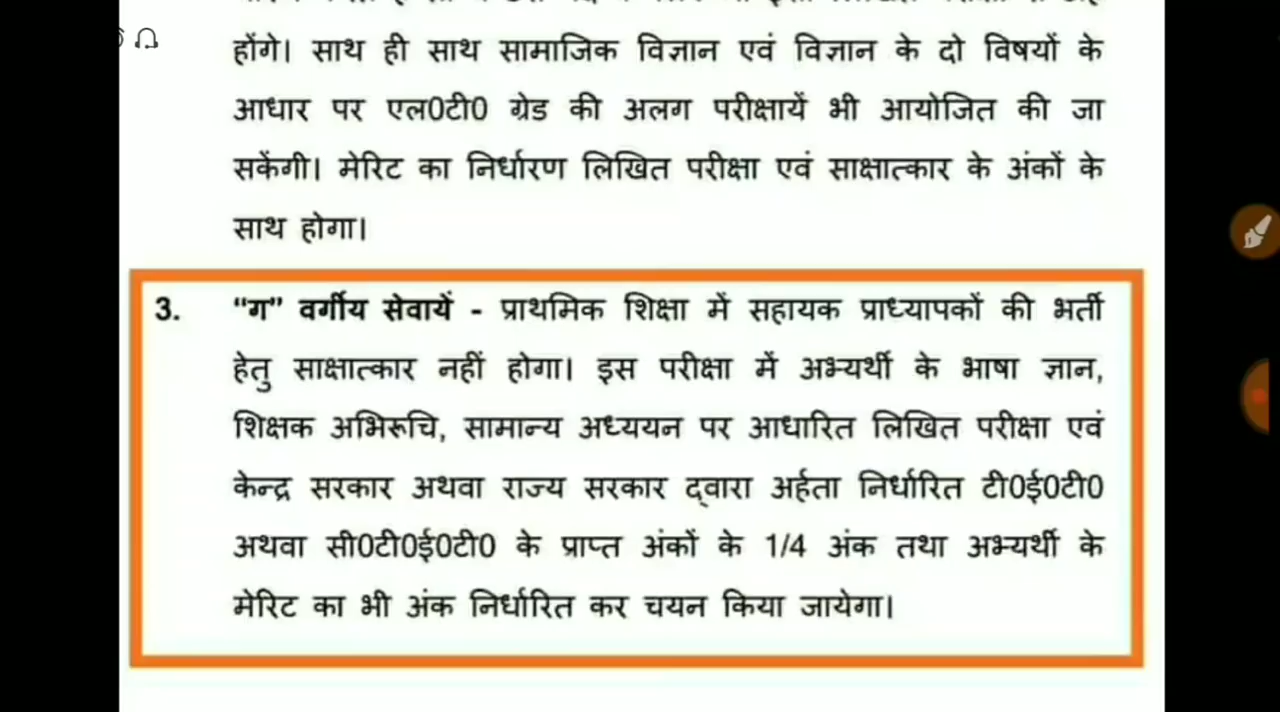 होंगे। साथ ही साथ सामाजिक विज्ञान एवं विज्ञान के दो विषयों के
आधार पर एल0टी0 ग्रेड की अलग परीक्षायें भी आयोजित की जा
सकेंगी। मेरिट का निर्धारण लिखित परीक्षा एवं साक्षात्कार के अंकों के
साथ होगा।
3. “ग” वर्गीय सेवायें - प्राथमिक शिक्षा में सहायक प्राध्यापकों की भर्ती
हेतु साक्षात्कार नहीं होगा। इस परीक्षा में अभ्यर्थी के भाषा ज्ञान,
शिक्षक अभिरूचि, सामान्य अध्ययन पर आधारित लिखित परीक्षा एवं
केन्द्र सरकार अथवा राज्य सरकार द्वारा अर्हता निर्धारित टी0ई0टी0
अथवा सी0टी0ई0टी0 के प्राप्त अंकों के 1/4 अंक तथा अभ्यर्थी के
मेरिट का भी अंक निर्धारित कर चयन किया जायेगा।